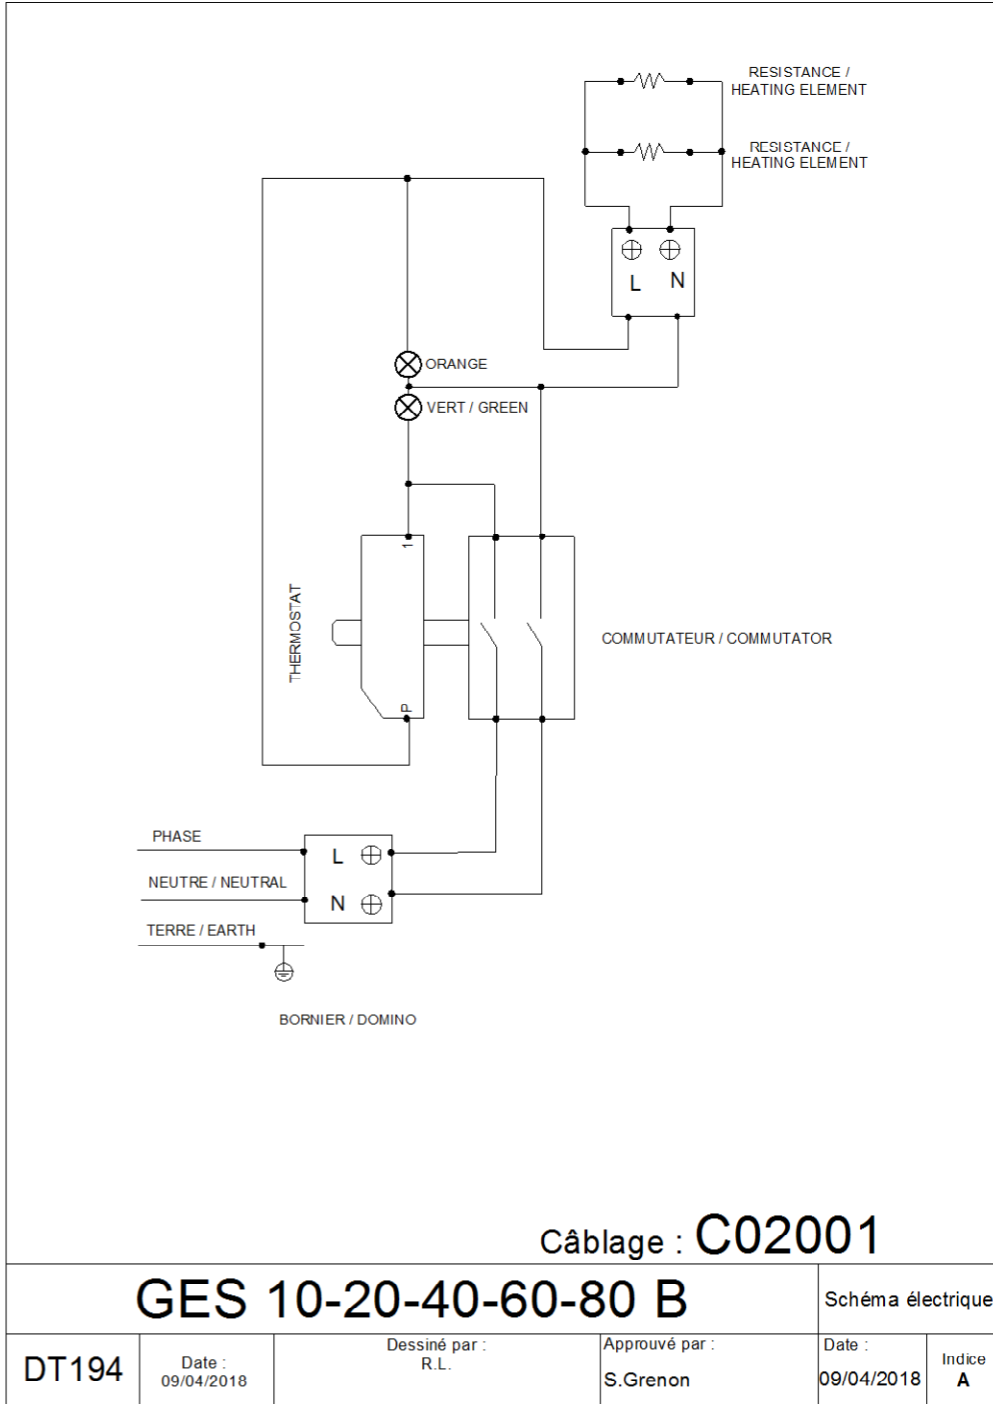 RESISTANCE /
HEATING ELEMENT
RESISTANCE /
HEATING ELEMENT
L N
ORANGE
VERT / GREEN
1
THERMOSTAT
P
COMMUTATEUR / COMMUTATOR
PHASE
L
NEUTRE / NEUTRAL
N
TERRE / EARTH
BORNIER / DOMINO
Câblage : C02001
GES 10-20-40-60-80 B
Schéma électrique
DT194
Date :
09/04/2018
Dessiné par :
R.L.
Approuvé par :
S.Grenon
Date :
09/04/2018
Indice
A